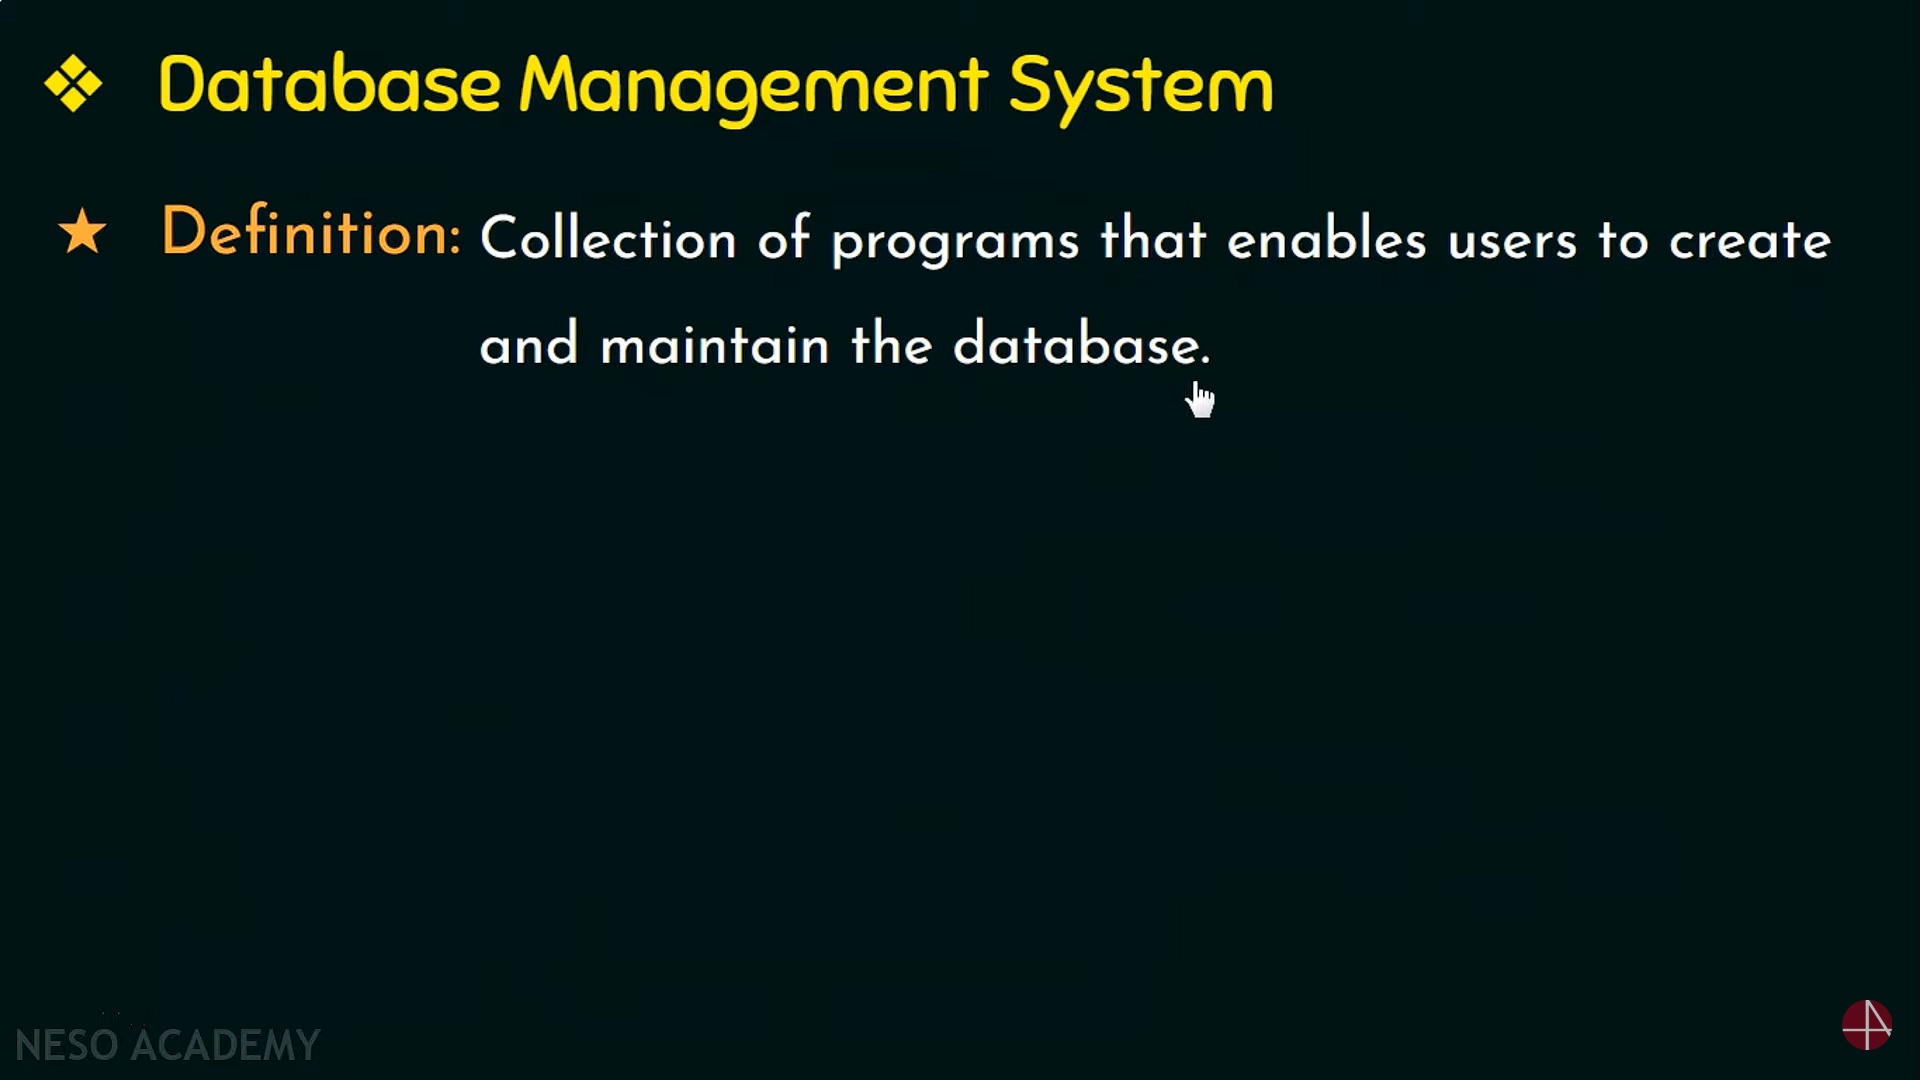 Database Management System
Definition: Collection of programs that enables users to create
and maintain the database.
NESO ACADEMY